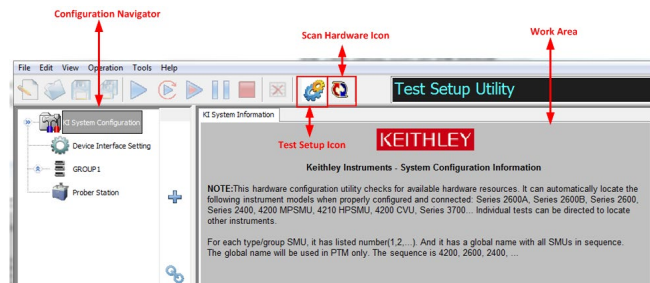 Configuration Navigator
Scan Hardware Icon
Work Area
File Edit View Operation Tools Help
Test Setup Utility
KI System Configuration
Device Interface Setting
GROUP1
Prober Station
KI System Information
Test Setup Icon
KEITHLEY
Keithley Instruments - System Configuration Information
NOTE:This hardware configuration utility checks for available hardware resources. It can automatically locate the
following instrument models when properly configured and connected: Series 2600A, Series 2600B, Series 2600,
Series 2400, 4200 MPSMU, 4210 HPSMU, 4200 CVU, Series 3700... Individual tests can be directed to locate
other instruments.
For each type/group SMU, it has listed number(1,2,...). And it has a global name with all SMUs in sequence.
The global name will be used in PTM only. The sequence is 4200, 2600, 2400, ...